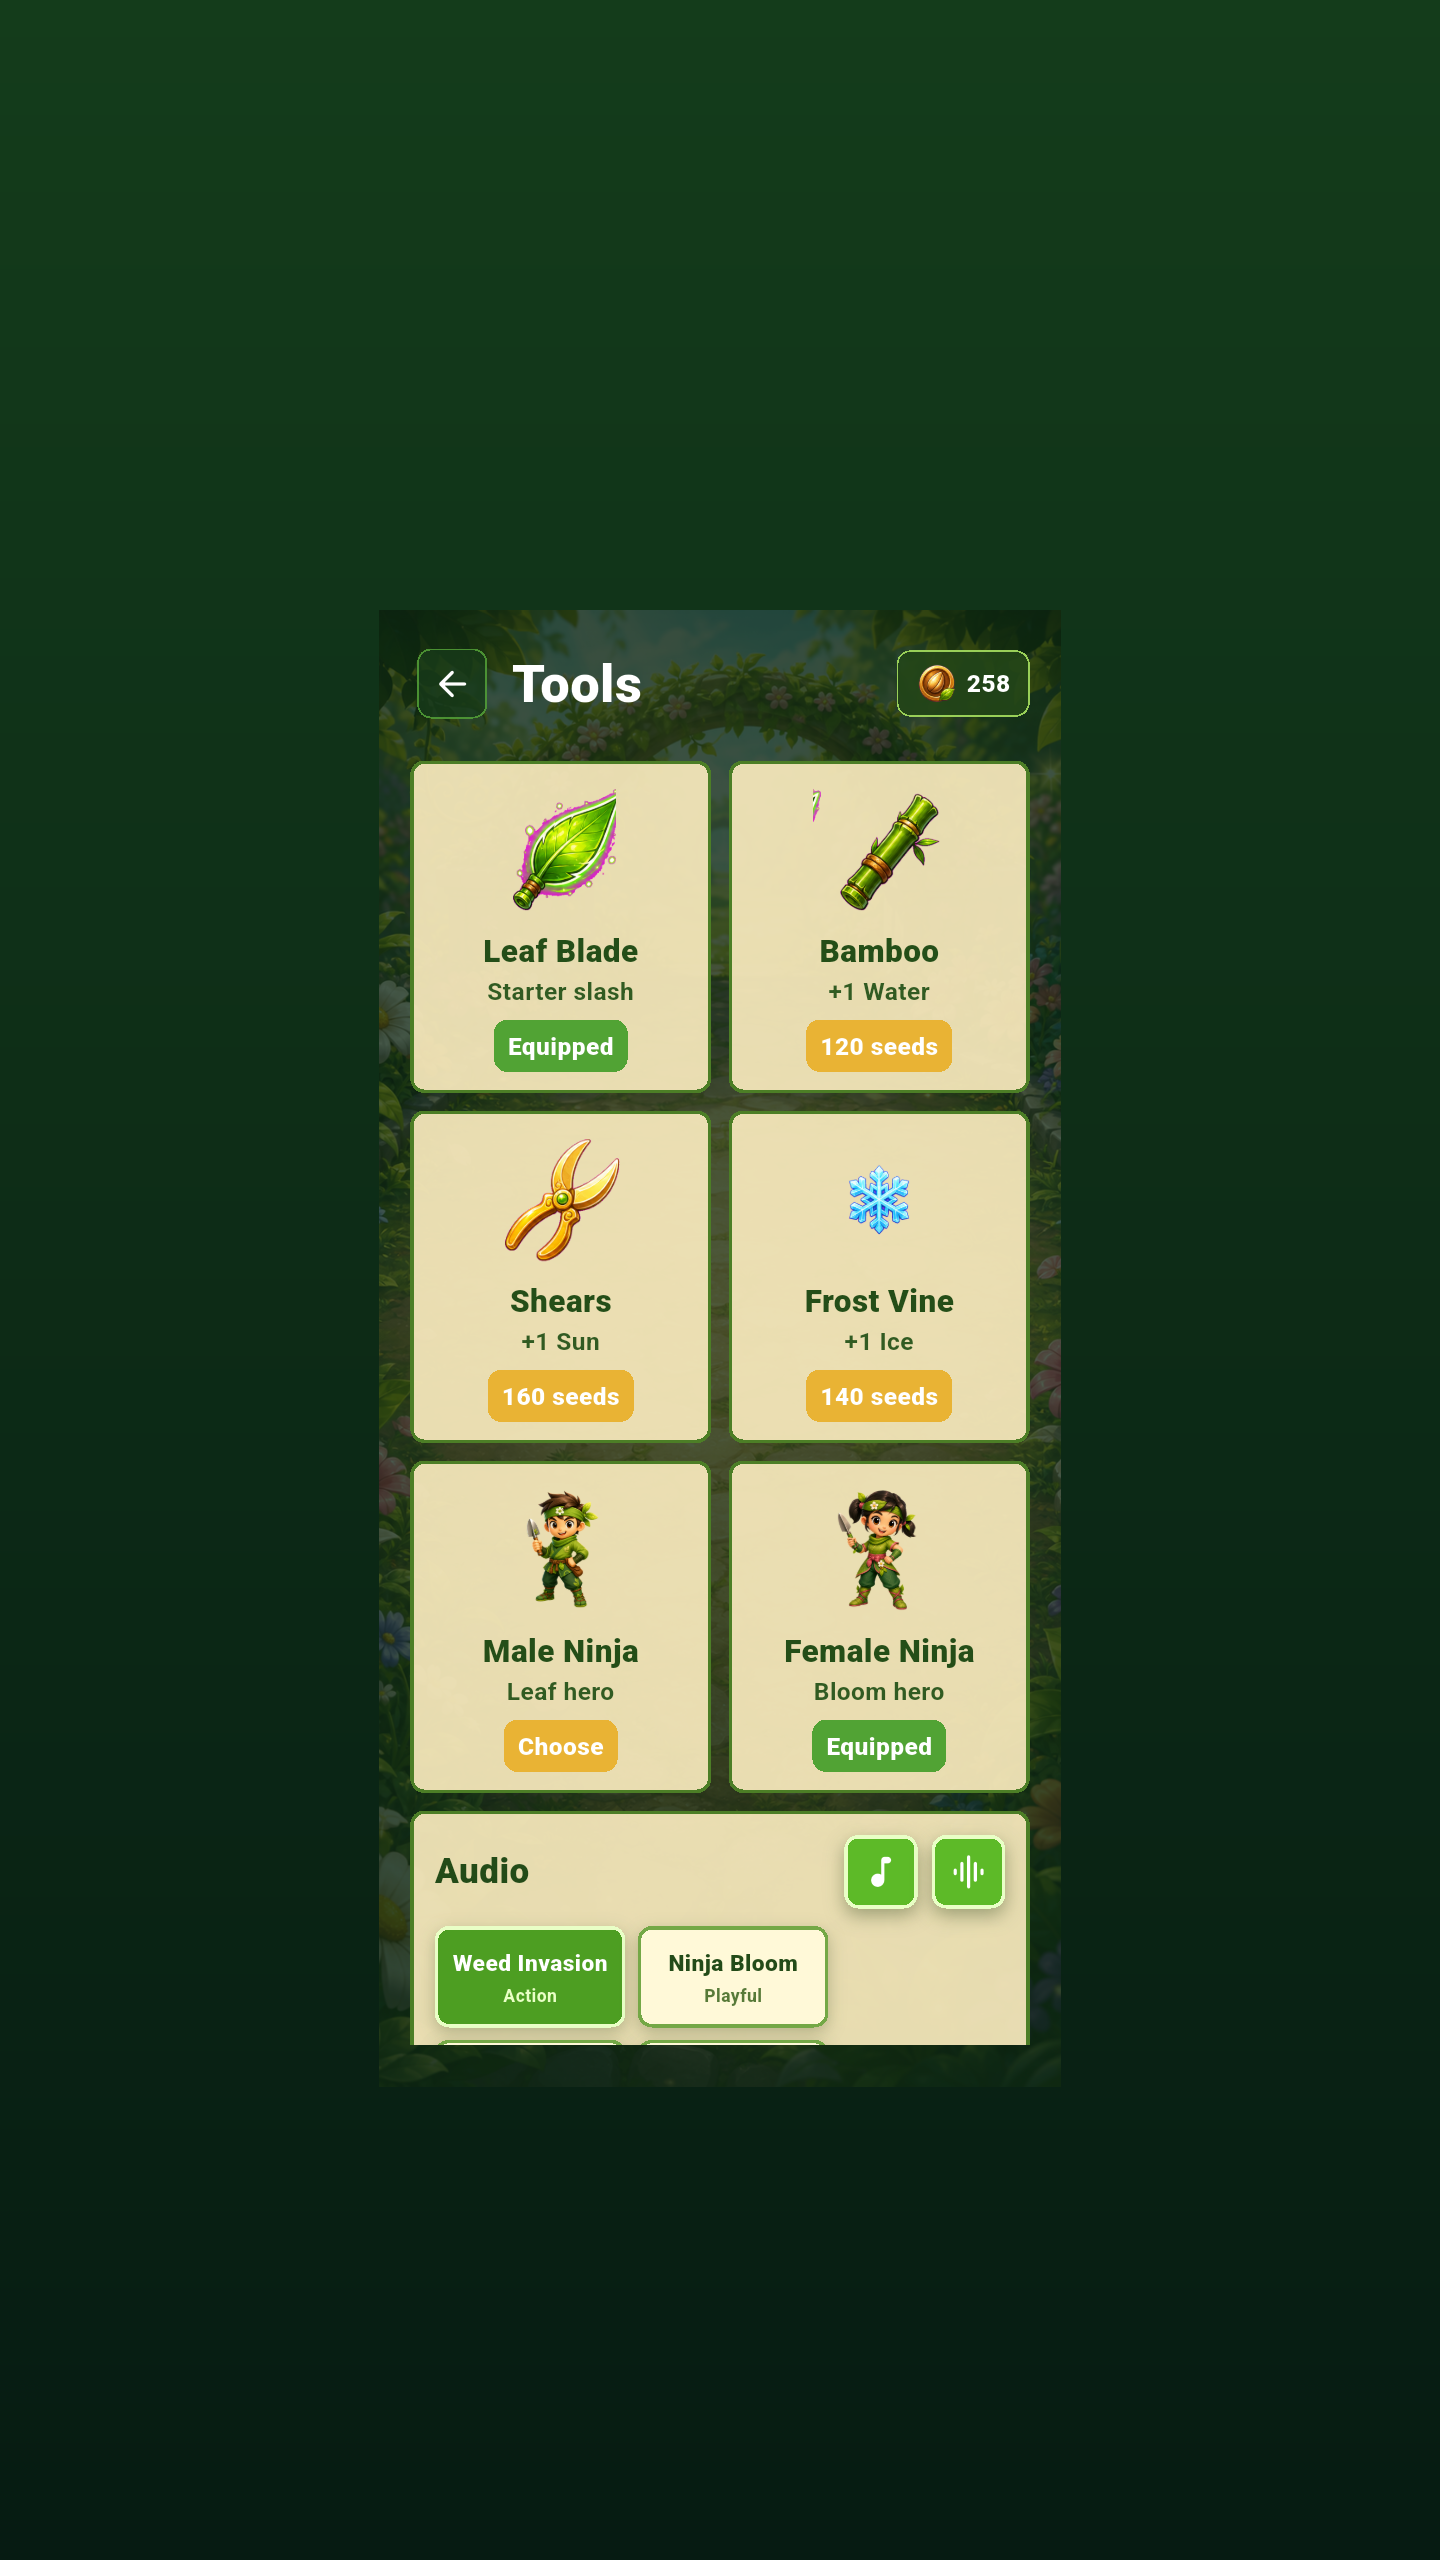 Tools
258
Leaf Blade
Starter slash
Equipped
Bamboo
+1 Water
120 seeds
Shears
+1 Sun
160 seeds
Frost Vine
+1 Ice
140 seeds
Male Ninja
Leaf hero
Choose
Female Ninja
Bloom hero
Equipped
Audio
Weed Invasion
Action
Ninja Bloom
Playful